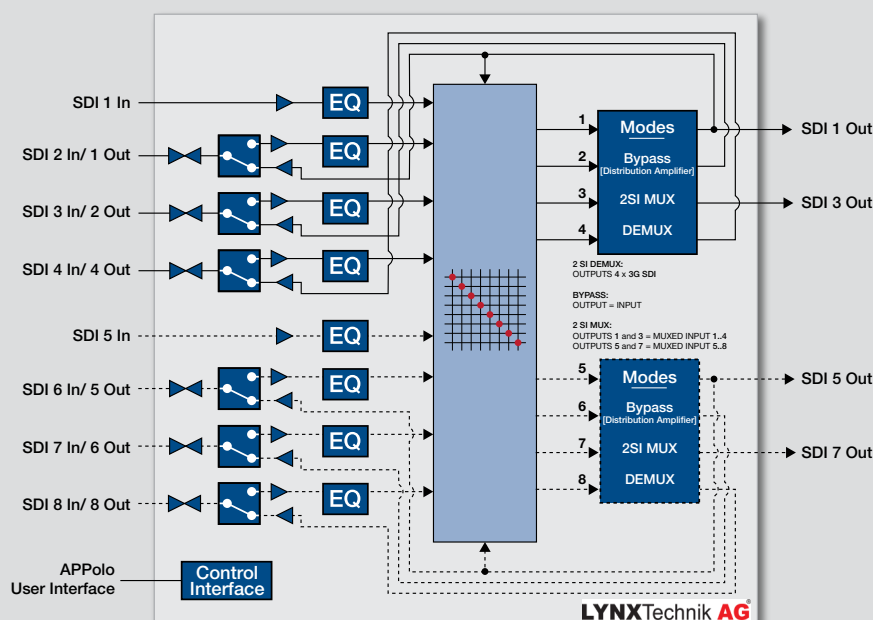 SDI 1 In
EQ
SDI 2 In/ 1 Out
EQ
SDI 3 In/ 2 Out
EQ
SDI 4 In/ 4 Out
EQ
SDI 5 In
EQ
SDI 6 In/ 5 Out
EQ
SDI 7 In/ 6 Out
EQ
SDI 8 In/ 8 Out
EQ
APPolo
User Interface
Control
Interface
1
2
3
4
Modes
Bypass
[Distribution Amplifier]
2SI MUX
DEMUX
SDI 1 Out
SDI 3 Out
2 SI DEMUX:
OUTPUTS 4 x 3G SDI
BYPASS:
OUTPUT = INPUT
2 SI MUX:
OUTPUTS 1 and 3 = MUXED INPUT 1..4
OUTPUTS 5 and 7 = MUXED INPUT 5..8
5
6
7
8
Modes
Bypass
[Distribution Amplifier]
2SI MUX
DEMUX
SDI 5 Out
SDI 7 Out
LYNXTechnik AG®